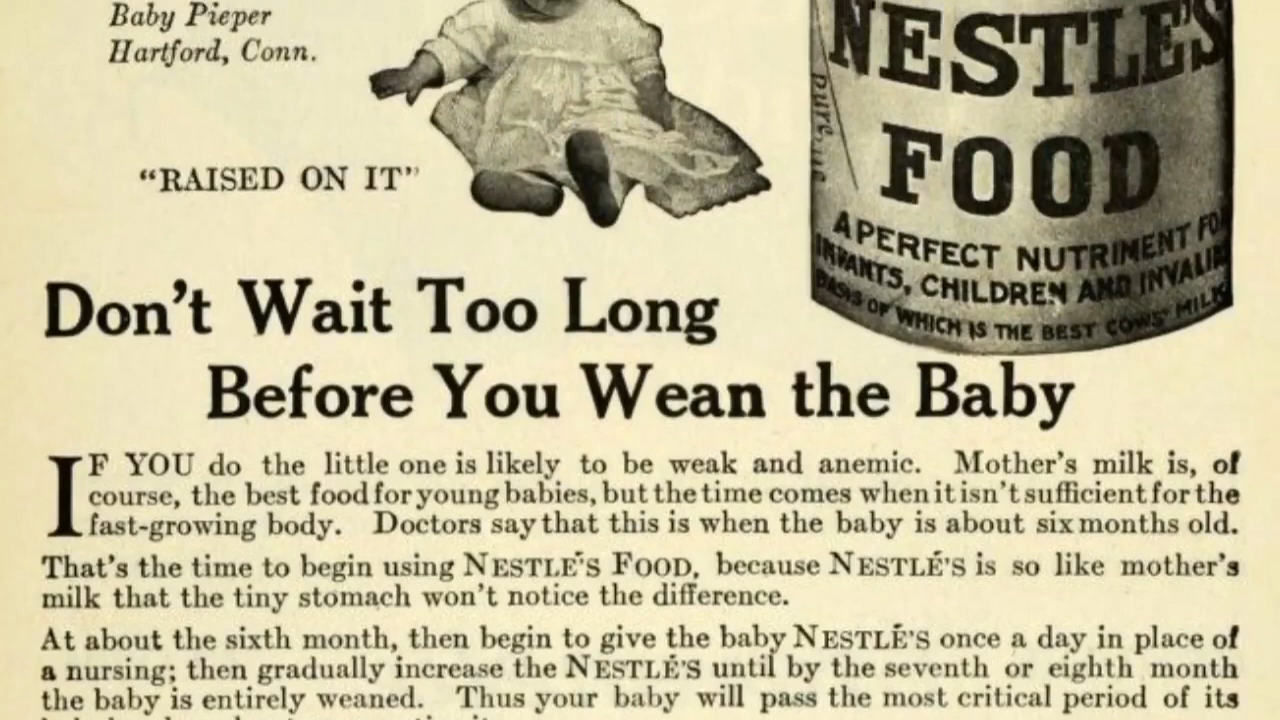 Baby Pieper
Hartford, Conn.
"RAISED ON IT"
NESTLÉ'S
FOOD
A PERFECT NUTRIMENT FO
INFANTS, CHILDREN AND INVALI
BASIS OF WHICH IS THE BEST COWS' MILK
Don't Wait Too Long
Before You Wean the Baby
IF YOU do the little one is likely to be weak and anemic. Mother's milk is, of
course, the best food for young babies, but the time comes when it isn't sufficient for the
fast-growing body. Doctors say that this is when the baby is about six months old.
That's the time to begin using NESTLÉ'S FOOD, because NESTLÉ'S is so like mother's
milk that the tiny stomach won't notice the difference.
At about the sixth month, then begin to give the baby NESTLÉ'S once a day in place of
a nursing; then gradually increase the NESTLÉ'S until by the seventh or eighth month
the baby is entirely weaned. Thus your baby will pass the most critical period of its